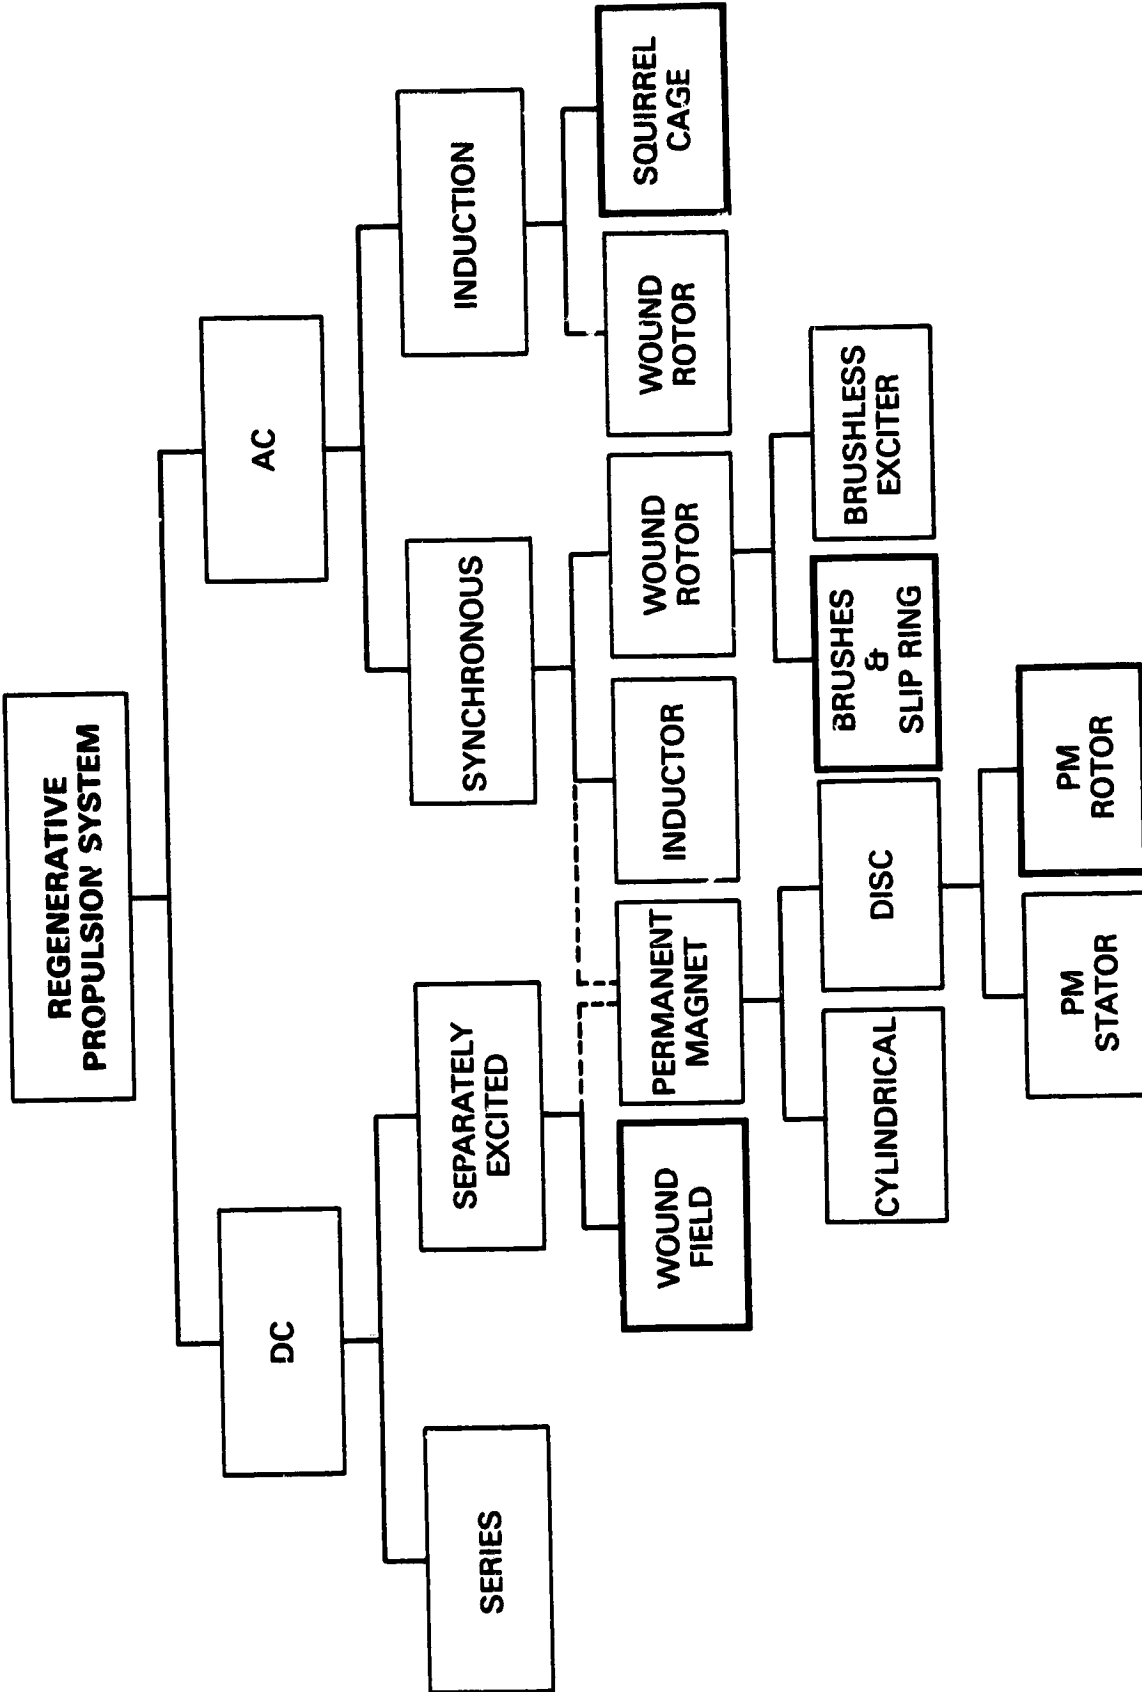 REGENERATIVE
PROPULSION SYSTEM
DC
AC
SERIES
SEPARATELY
EXCITED
SYNCHRONOUS
INDUCTION
WOUND
FIELD
PERMANENT
MAGNET
INDUCTOR
WOUND
ROTOR
WOUND
ROTOR
SQUIRREL
CAGE
CYLINDRICAL
DISC
BRUSHES
&
SLIP RING
BRUSHLESS
EXCITER
PM
STATOR
PM
ROTOR